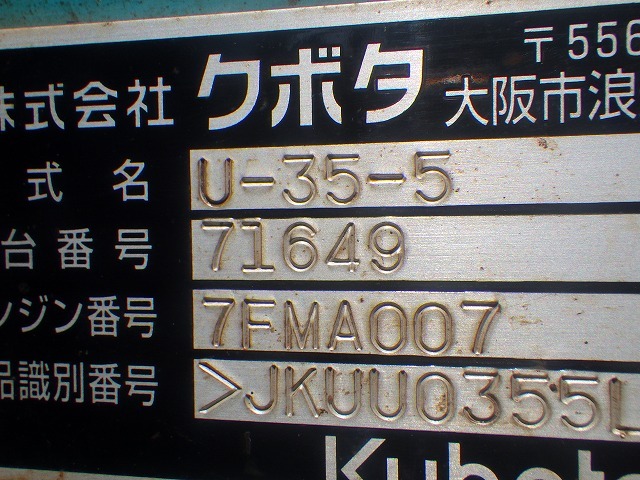 〒556
株式会社 クボタ 大阪市浪
式名 U-35-5
台番号 71649
ンジン番号 7FMA007
品識別番号 >JKUU0355L
Kubota